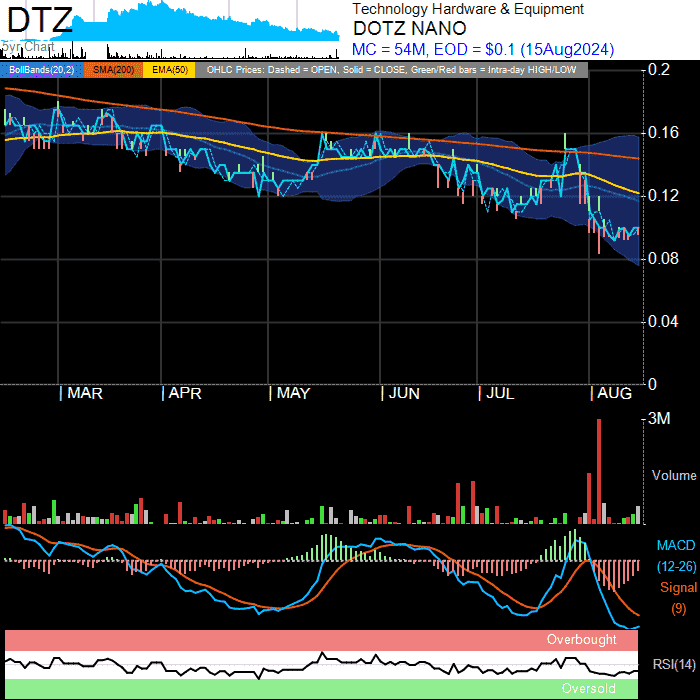 DTZ
Technology Hardware & Equipment
DOTZ NANO
MC = 54M, EOD = $0.1 (15Aug2024)
5yr Chart
BollBands(20,2) SMA(200) EMA(50) OHLC Prices: Dashed = OPEN, Solid = CLOSE, Green/Red bars = Intra-day HIGH/LOW
0.2
0.16
0.12
0.08
0.04
0
MAR APR MAY JUN JUL AUG
3M
Volume
MACD
(12-26)
Signal
(9)
Overbought
RSI(14)
Oversold